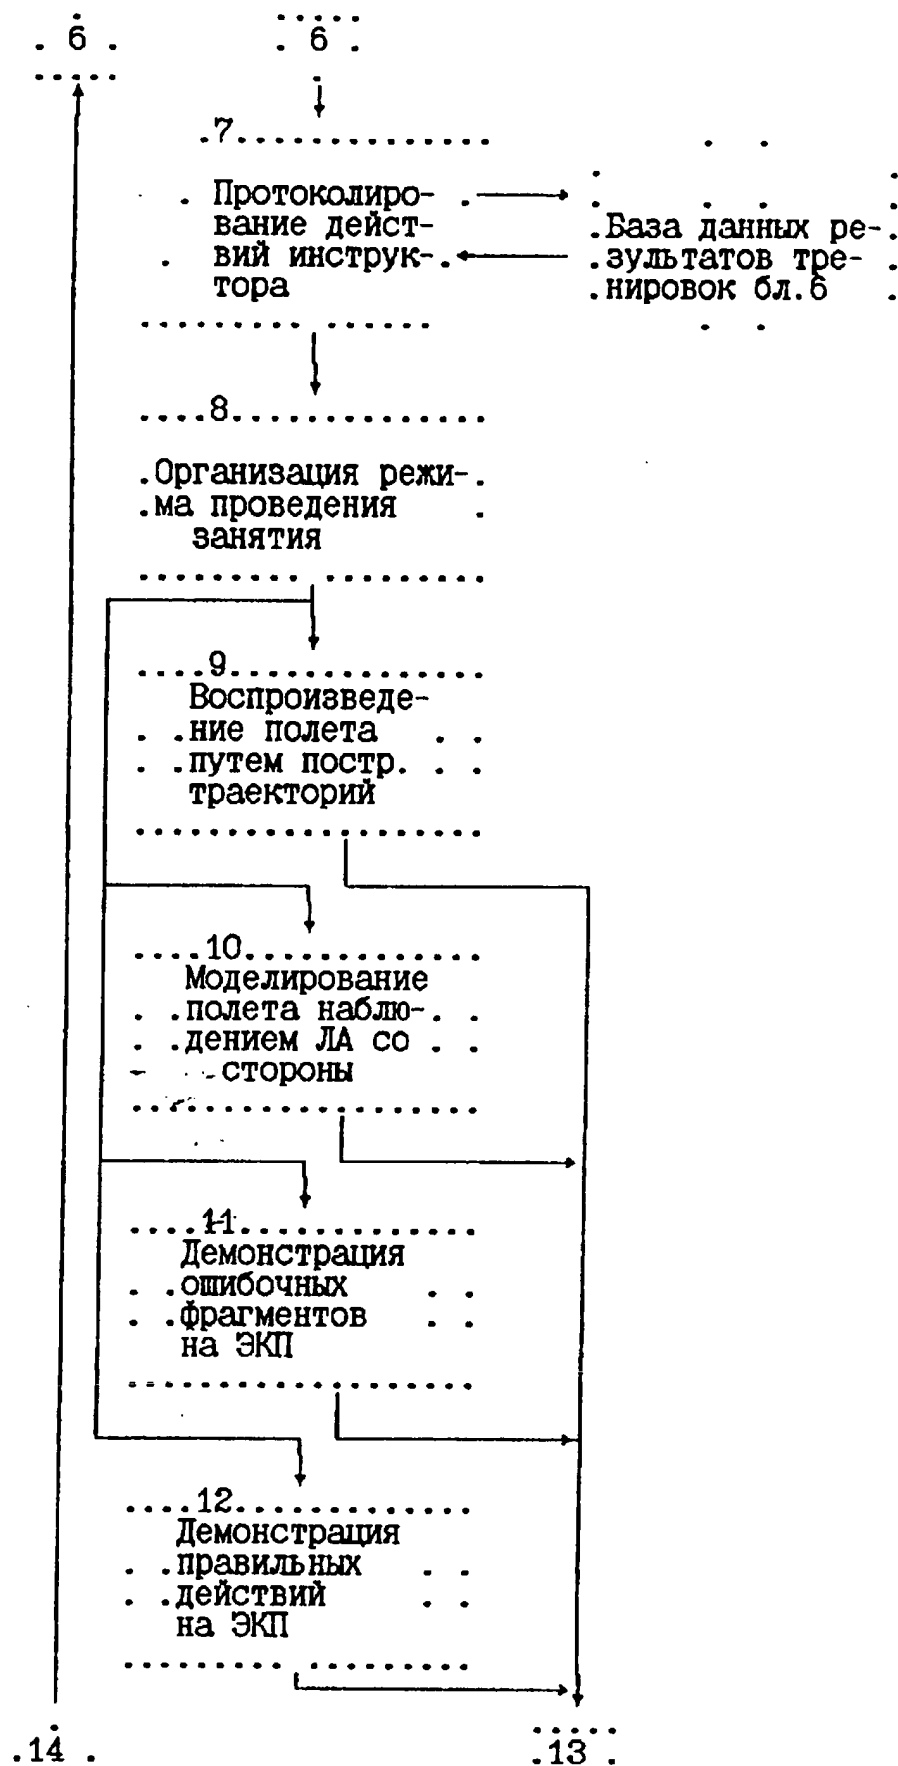 6 6
7
Протоколиро-
вание дейст-
вий инструк-
тора
База данных ре-
зультатов тре-
нировок бл.6
8
Организация режи-
ма проведения
занятия
9
Воспроизведе-
ние полета
путем постр.
траекторий
10
Моделирование
полета наблю-
дением ЛА со
стороны
11
Демонстрация
ошибочных
фрагментов
на ЭКП
12
Демонстрация
правильных
действий
на ЭКП
14 13